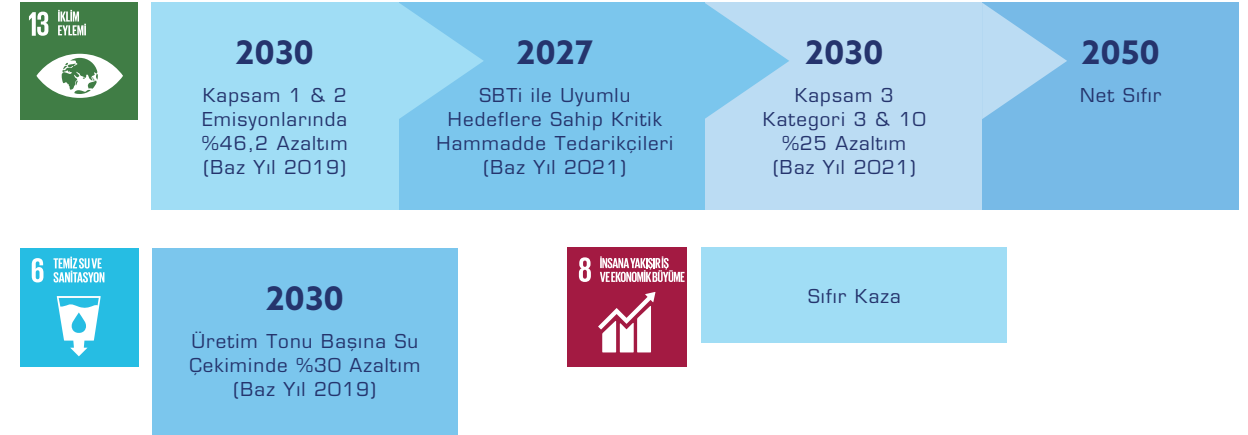 13 İKLİM
EYLEMİ
2030
Kapsam 1 & 2
Emisyonlarında
%46,2 Azaltım
(Baz Yıl 2019)
2027
SBTi ile Uyumlu
Hedeflere Sahip Kritik
Hammadde Tedarikçileri
(Baz Yıl 2021)
2030
Kapsam 3
Kategori 3 & 10
%25 Azaltım
(Baz Yıl 2021)
2050
Net Sıfır
6 TEMİZ SU VE
SANİTASYON
2030
Üretim Tonu Başına Su
Çekiminde %30 Azaltım
(Baz Yıl 2019)
8 İNSANA YAKIŞIR İŞ
VE EKONOMİK BÜYÜME
Sıfır Kaza